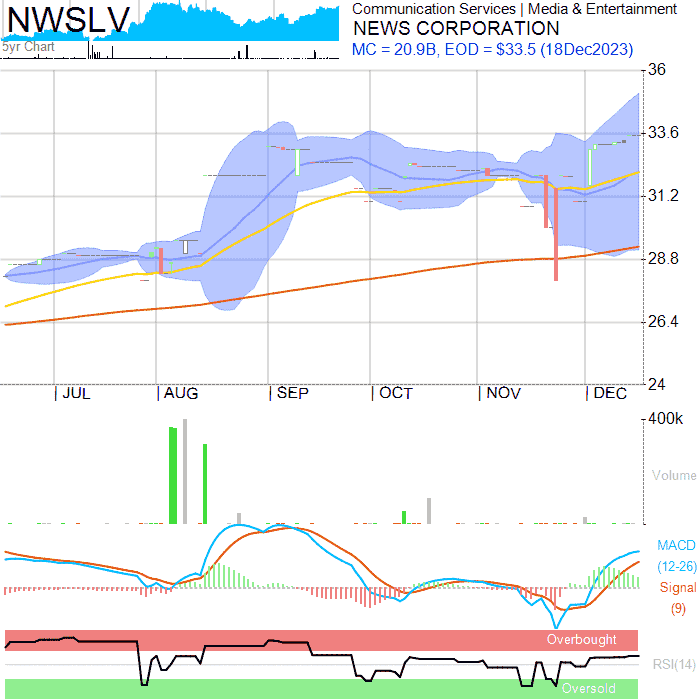 NWSLV
5yr Chart
Communication Services | Media & Entertainment
NEWS CORPORATION
MC = 20.9B, EOD = $33.5 (18Dec2023)
36
33.6
31.2
28.8
26.4
24
| JUL | AUG | SEP | OCT | NOV | DEC
400k
Volume
MACD
(12-26)
Signal
(9)
Overbought
RSI(14)
Oversold